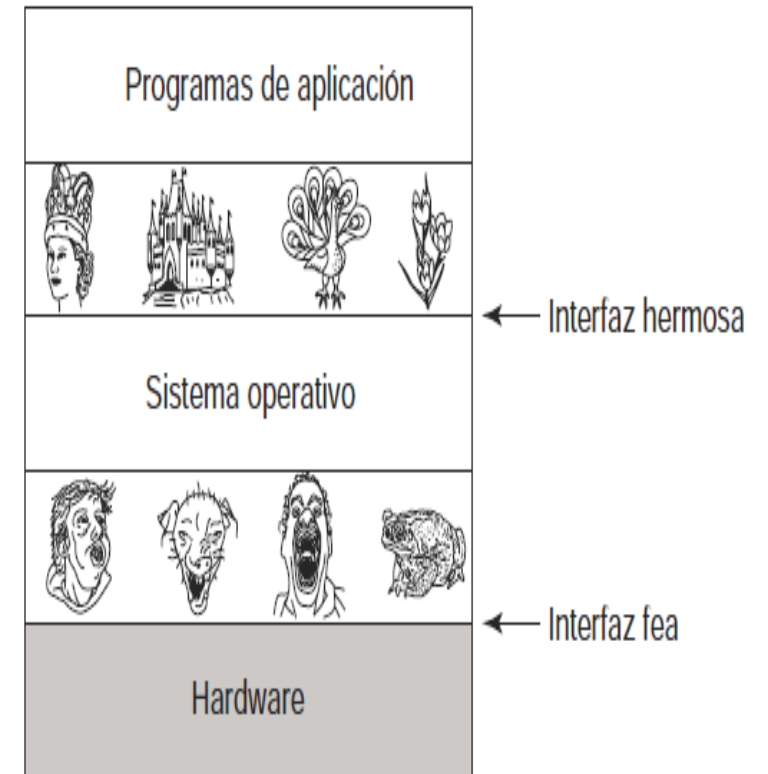 Programas de aplicación
Interfaz hermosa
Sistema operativo
Interfaz fea
Hardware